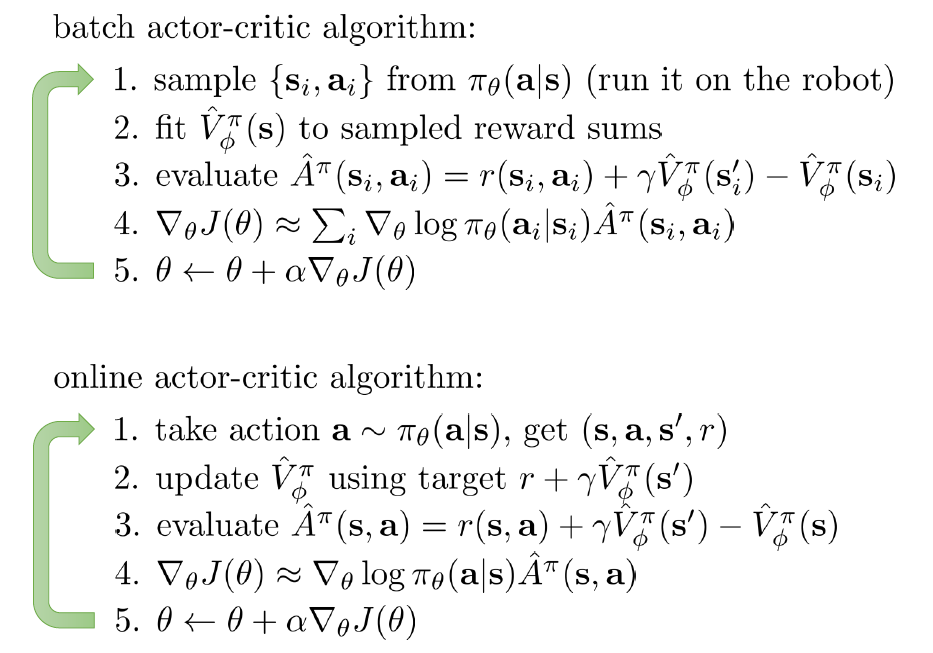 batch actor-critic algorithm:
1. sample {𝐬ᵢ, 𝐚ᵢ} from π_θ(𝐚|𝐬) (run it on the robot)
2. fit V̂^π_ϕ(𝐬) to sampled reward sums
3. evaluate Â^π(𝐬ᵢ, 𝐚ᵢ) = r(𝐬ᵢ, 𝐚ᵢ) + γV̂^π_ϕ(𝐬′ᵢ) − V̂^π_ϕ(𝐬ᵢ)
4. ∇_θJ(θ) ≈ ∑ᵢ ∇_θ log π_θ(𝐚ᵢ|𝐬ᵢ)Â^π(𝐬ᵢ, 𝐚ᵢ)
5. θ ← θ + α∇_θJ(θ)
online actor-critic algorithm:
1. take action 𝐚 ∼ π_θ(𝐚|𝐬), get (𝐬, 𝐚, 𝐬′, r)
2. update V̂^π_ϕ using target r + γV̂^π_ϕ(𝐬′)
3. evaluate Â^π(𝐬, 𝐚) = r(𝐬, 𝐚) + γV̂^π_ϕ(𝐬′) − V̂^π_ϕ(𝐬)
4. ∇_θJ(θ) ≈ ∇_θ log π_θ(𝐚|𝐬)Â^π(𝐬, 𝐚)
5. θ ← θ + α∇_θJ(θ)